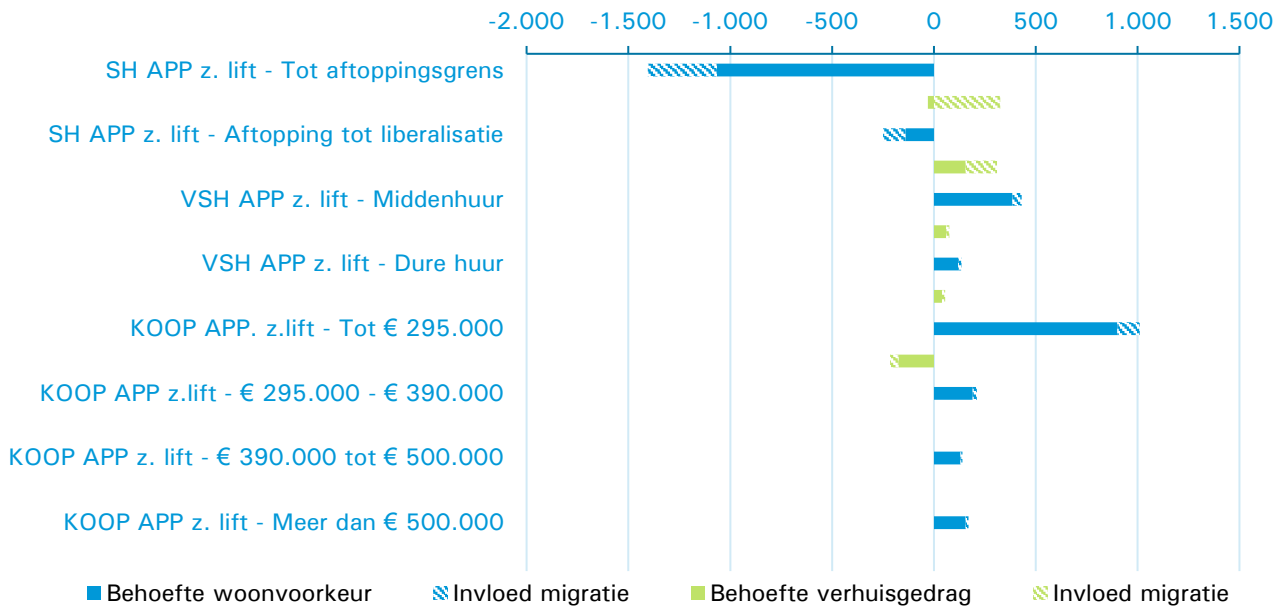 -2.000 -1.500 -1.000 -500 0 500 1.000 1.500
SH APP z. lift - Tot aftoppingsgrens
SH APP z. lift - Aftopping tot liberalisatie
VSH APP z. lift - Middenhuur
VSH APP z. lift - Dure huur
KOOP APP. z.lift - Tot € 295.000
KOOP APP z.lift - € 295.000 - € 390.000
KOOP APP z. lift - € 390.000 tot € 500.000
KOOP APP z. lift - Meer dan € 500.000
Behoefte woonvoorkeur Invloed migratie Behoefte verhuisgedrag Invloed migratie